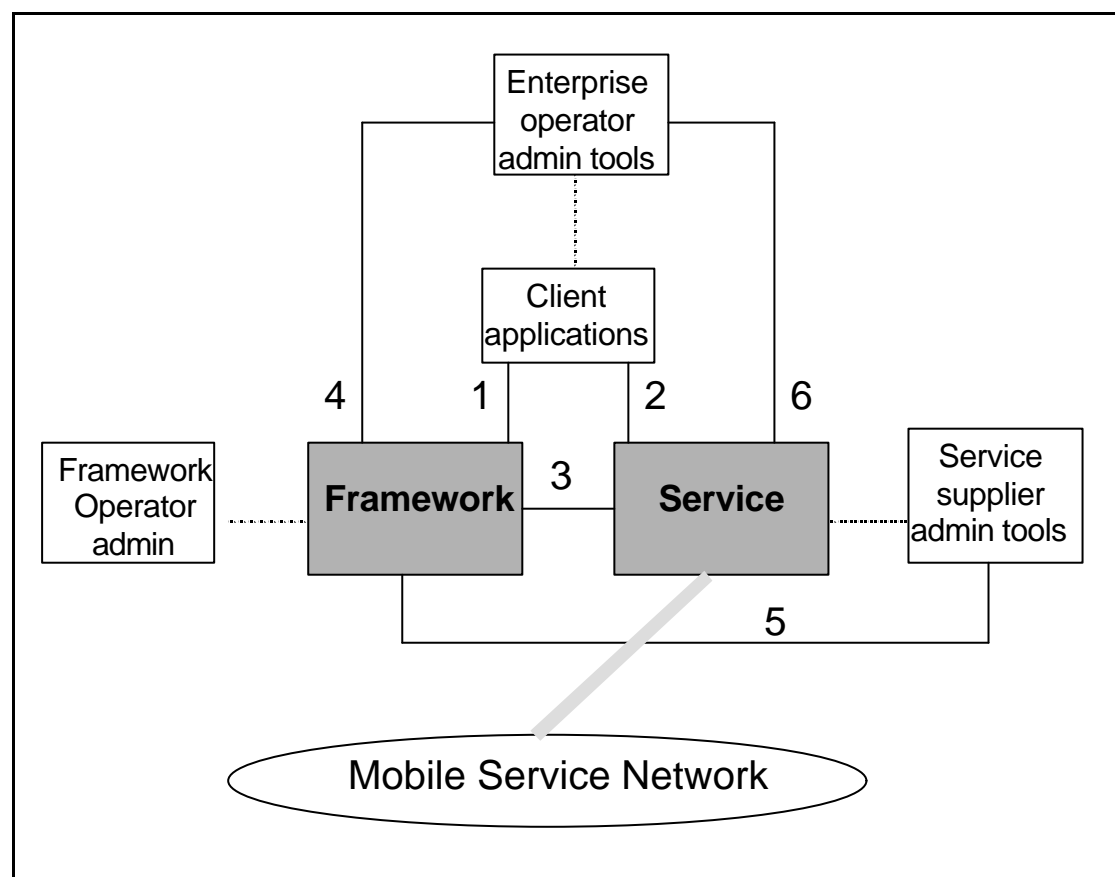 Enterprise
operator
admin tools
Client
applications
4
1
2
6
Framework
Operator
admin
Framework
3
Service
Service
supplier
admin tools
5
Mobile Service Network